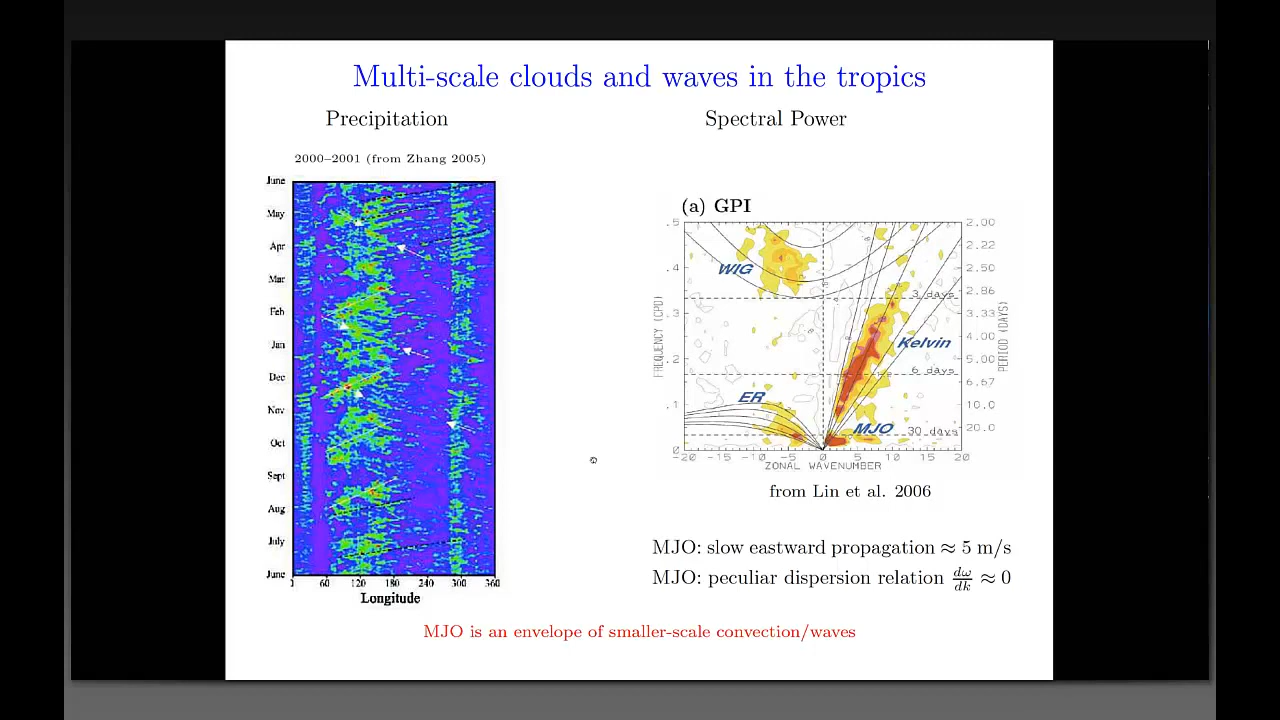 Multi-scale clouds and waves in the tropics
Precipitation
Spectral Power
2000–2001 (from Zhang 2005)
June
May
Apr
Mar
Feb
Jan
Dec
Nov
Oct
Sept
Aug
July
June
60 120 180 240 300 360
Longitude
(a) GPI
.5 2.00
2.22
.4 2.50
2.86
.3 3.33
4.00
.2 5.00
6.67
.1 10.0
20.0
0
WIG
3 days
Kelvin
6 days
ER
MJO
30 days
FREQUENCY (CPD)
PERIOD (DAYS)
-20 -15 -10 -5 0 5 10 15 20
ZONAL WAVENUMBER
from Lin et al. 2006
MJO: slow eastward propagation ≈ 5 m/s
MJO: peculiar dispersion relation dω/dk ≈ 0
MJO is an envelope of smaller-scale convection/waves